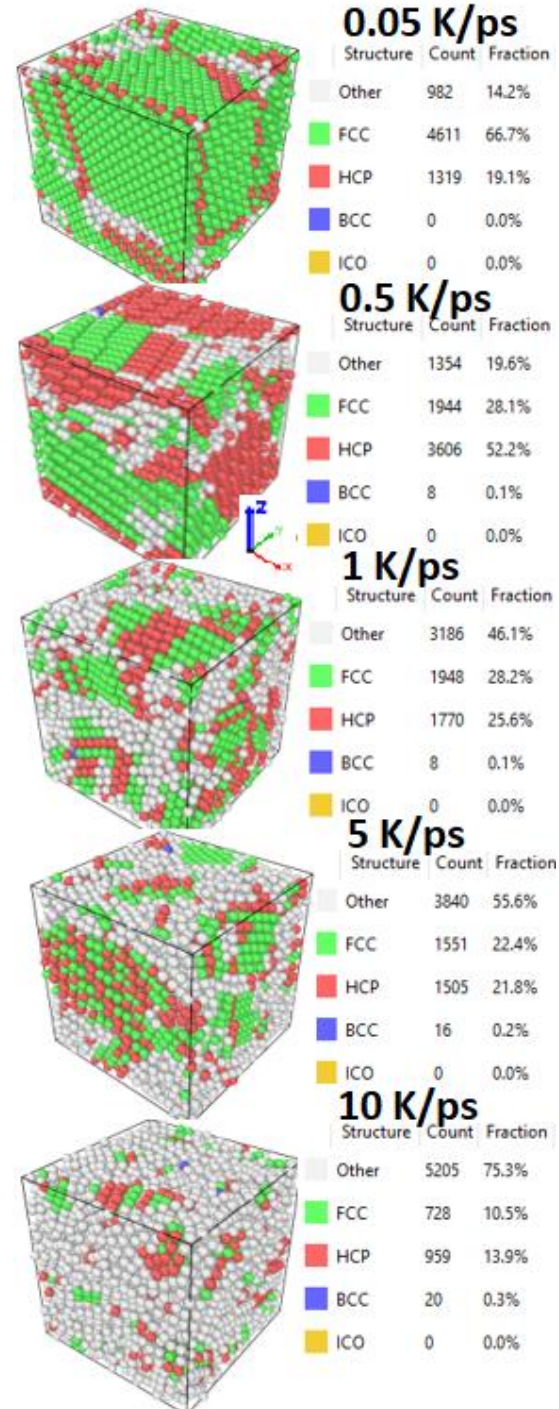 0.05 K/ps
Structure Count Fraction
Other 982 14.2%
FCC 4611 66.7%
HCP 1319 19.1%
BCC 0 0.0%
ICO 0 0.0%
0.5 K/ps
Structure Count Fraction
Other 1354 19.6%
FCC 1944 28.1%
HCP 3606 52.2%
BCC 8 0.1%
ICO 0 0.0%
Z
Y
X
1 K/ps
Structure Count Fraction
Other 3186 46.1%
FCC 1948 28.2%
HCP 1770 25.6%
BCC 8 0.1%
ICO 0 0.0%
5 K/ps
Structure Count Fraction
Other 3840 55.6%
FCC 1551 22.4%
HCP 1505 21.8%
BCC 16 0.2%
ICO 0 0.0%
10 K/ps
Structure Count Fraction
Other 5205 75.3%
FCC 728 10.5%
HCP 959 13.9%
BCC 20 0.3%
ICO 0 0.0%